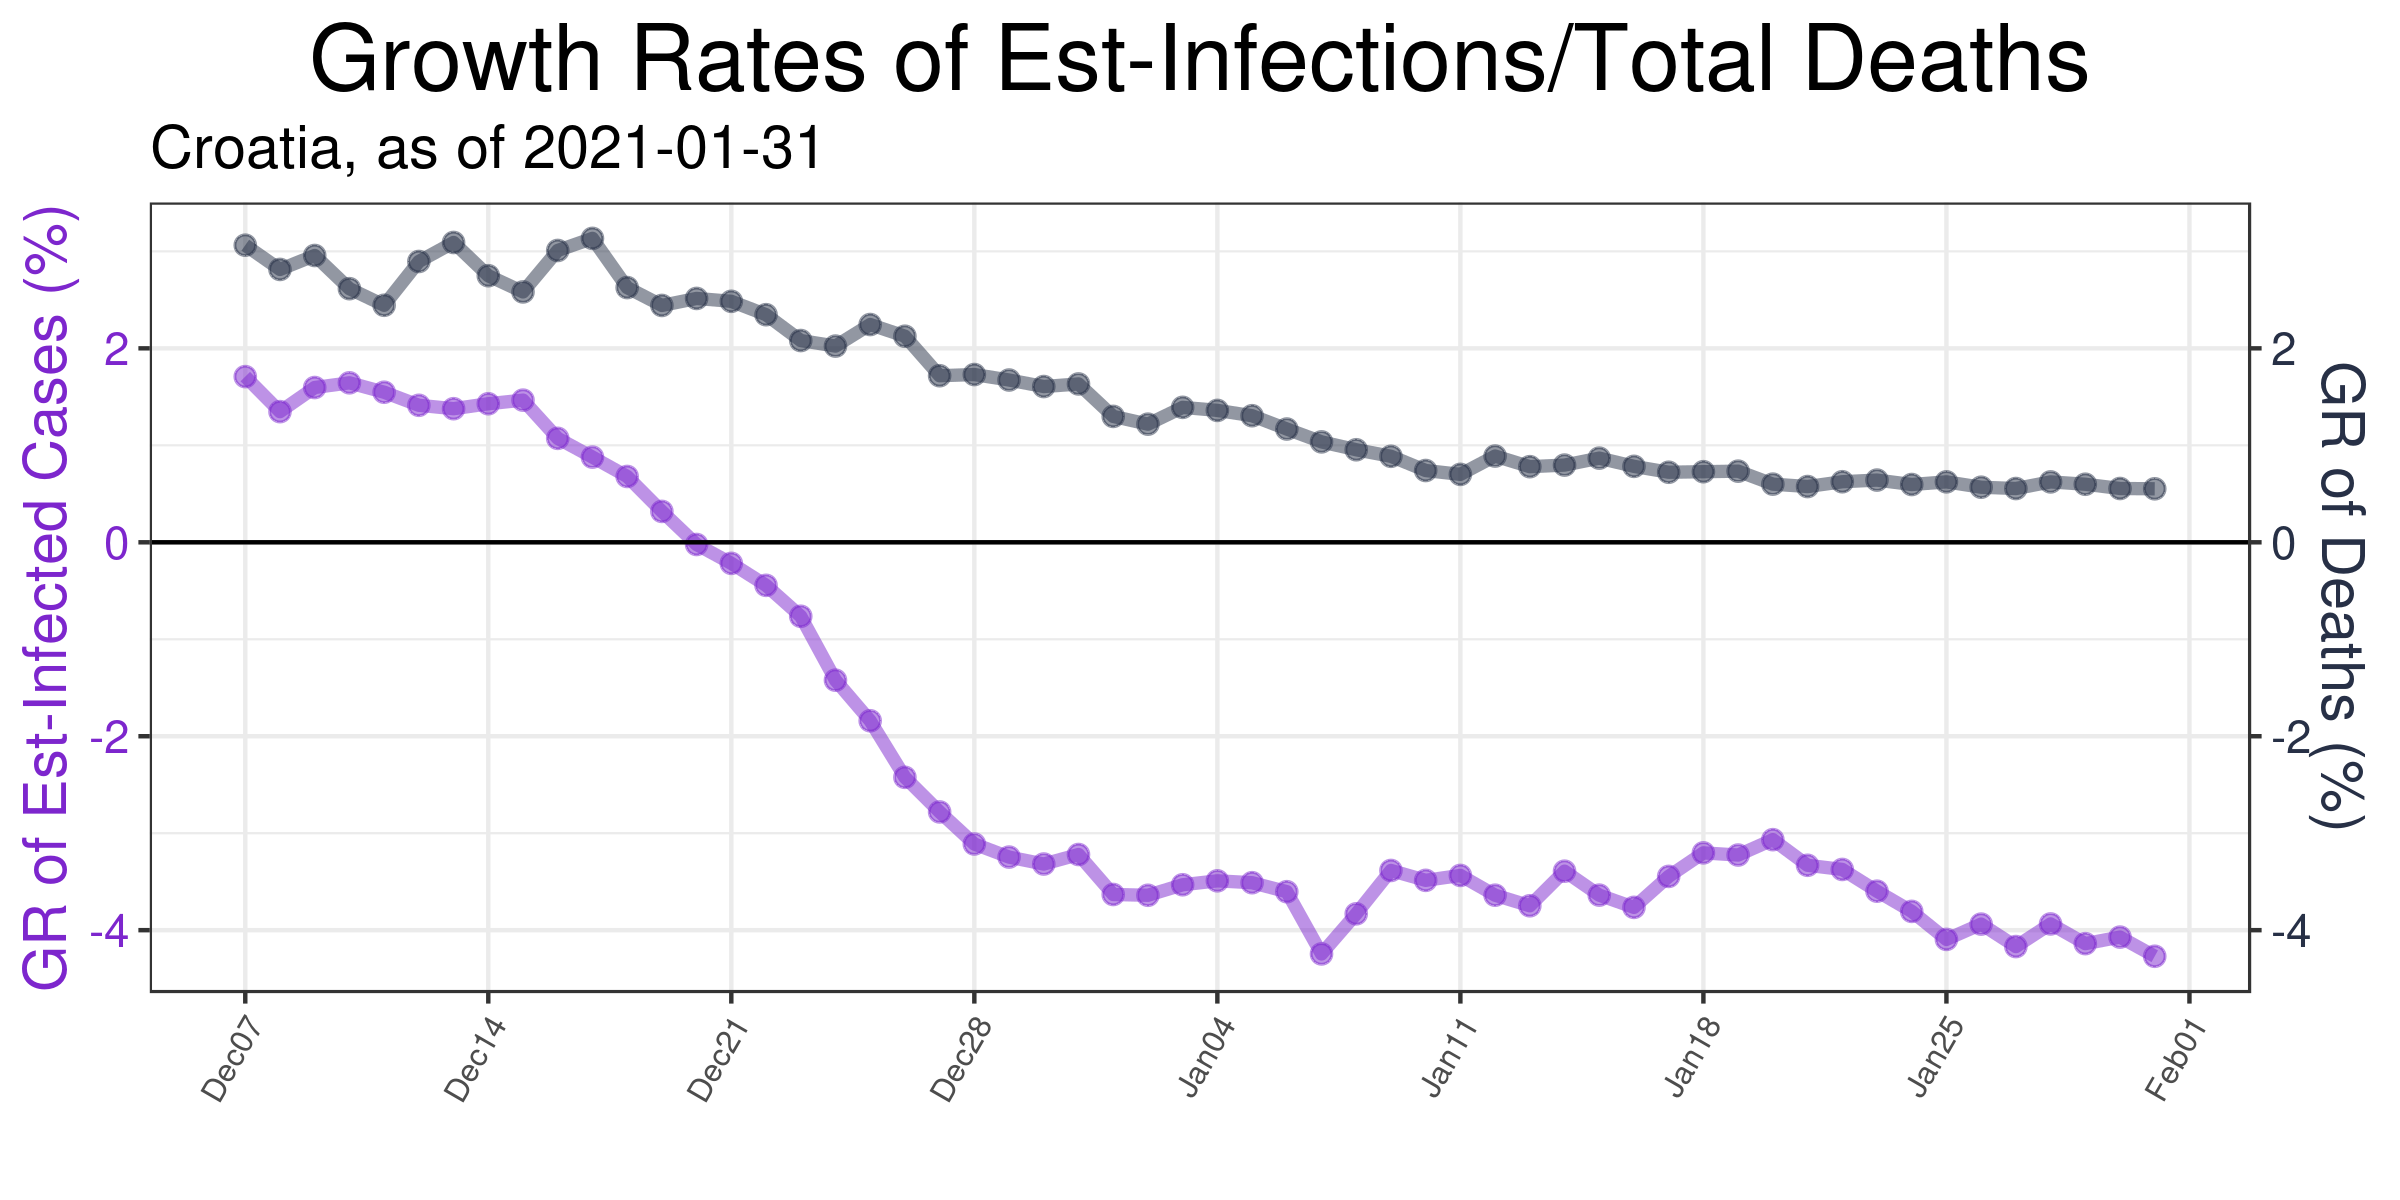 Growth Rates of Est-Infections/Total Deaths
Croatia, as of 2021-01-31
GR of Est-Infected Cases (%)
2
0
-2
-4
2
0
-2
-4
GR of Deaths (%)
Dec07
Dec14
Dec21
Dec28
Jan04
Jan11
Jan18
Jan25
Feb01